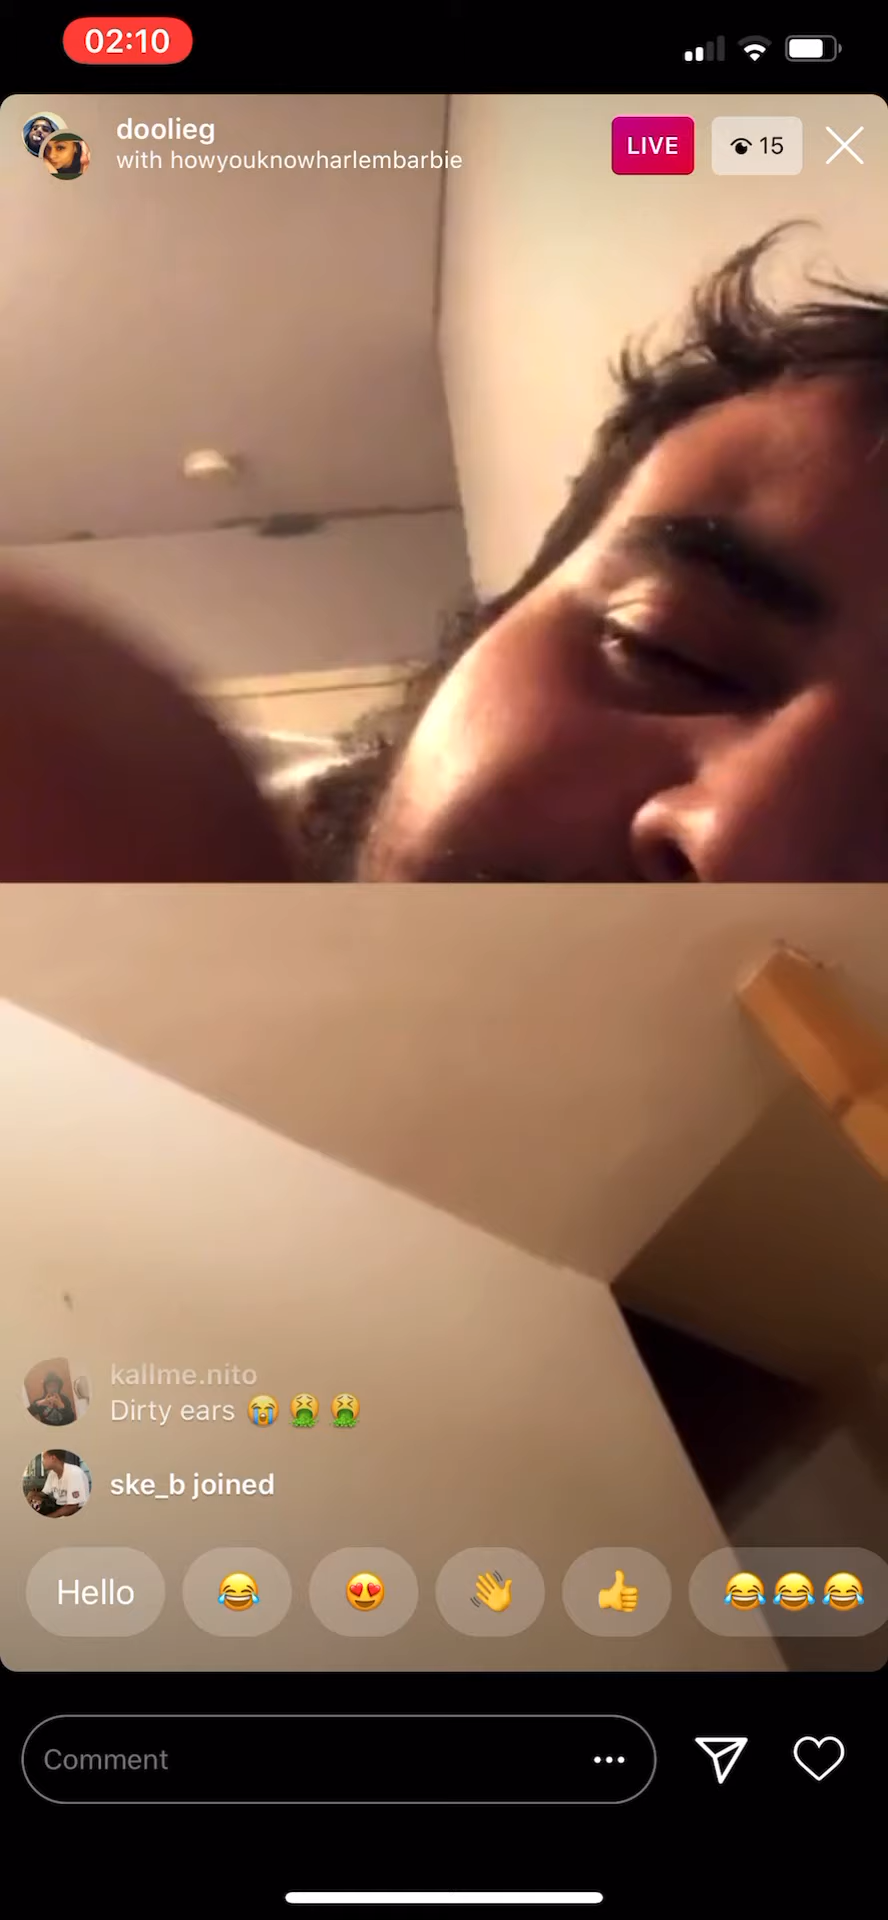 02:10
doolieg
with howyouknowharlembarbie
LIVE
15
kallme.nito
Dirty ears 😭 🤮 🤮
ske_b joined
Hello 😂 😍 👋 👍 😂😂😂
Comment